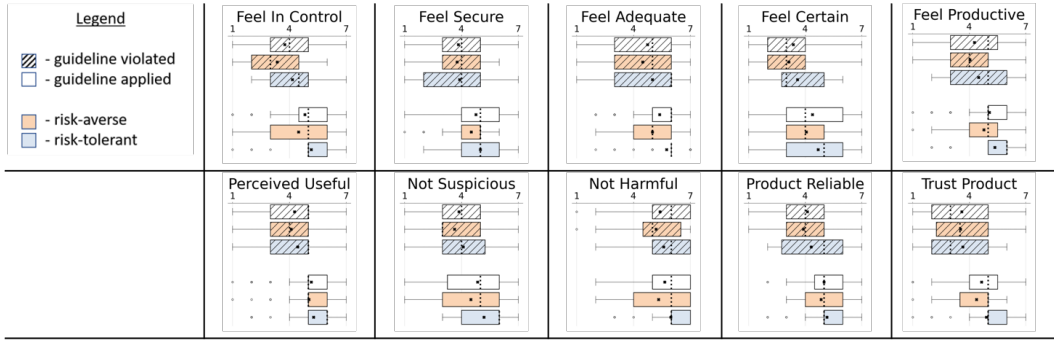 Legend
- guideline violated
- guideline applied
- risk-averse
- risk-tolerant
Feel In Control
1 4 7
Feel Secure
1 4 7
Feel Adequate
1 4 7
Feel Certain
1 4 7
Feel Productive
1 4 7
Perceived Useful
1 4 7
Not Suspicious
1 4 7
Not Harmful
1 4 7
Product Reliable
1 4 7
Trust Product
1 4 7